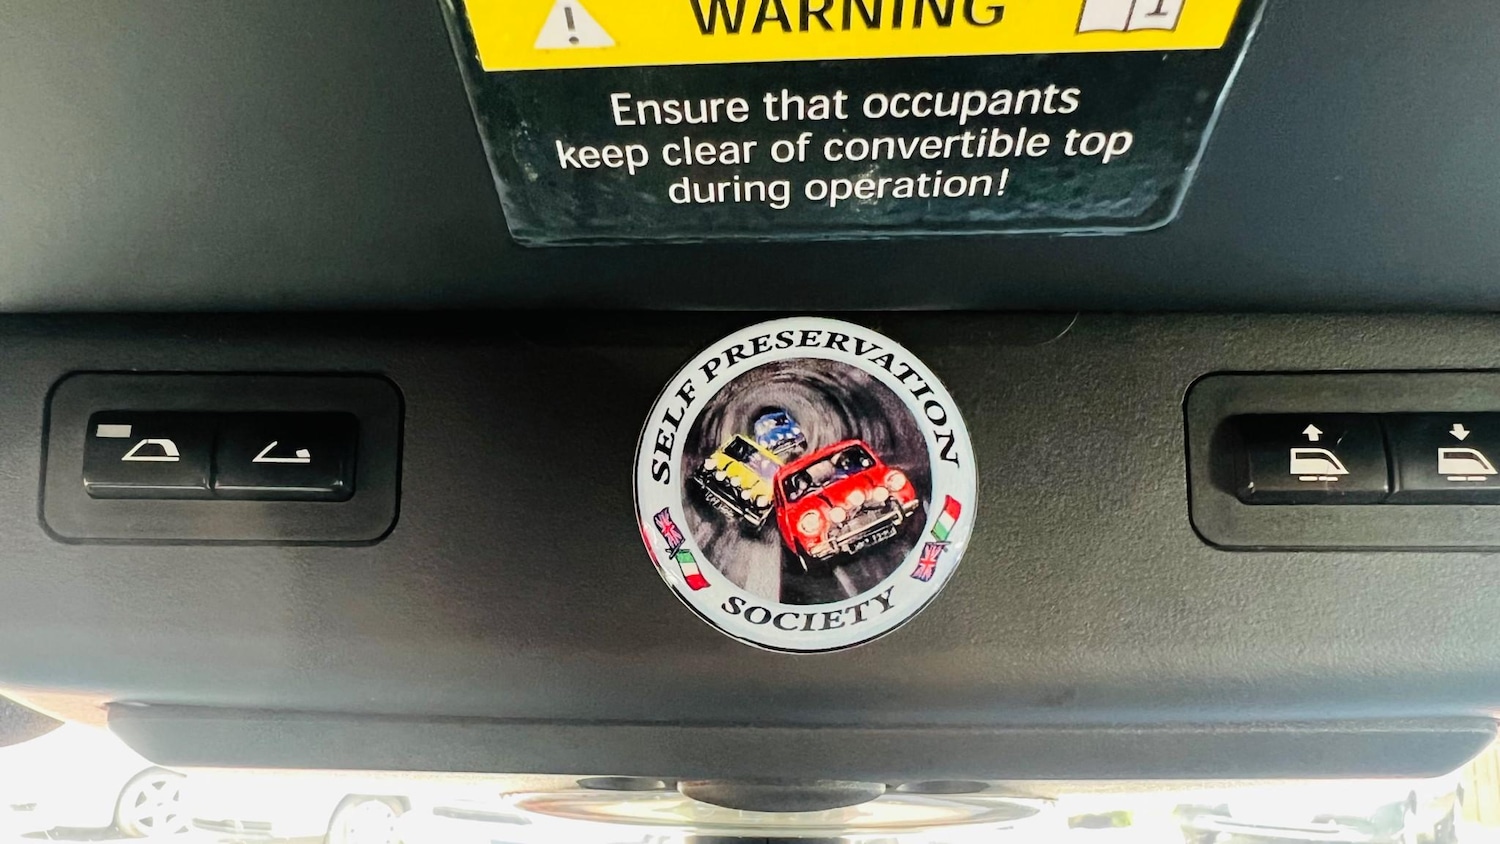 WARNING
Ensure that occupants
keep clear of convertible top
during operation!
SELF PRESERVATION
SOCIETY